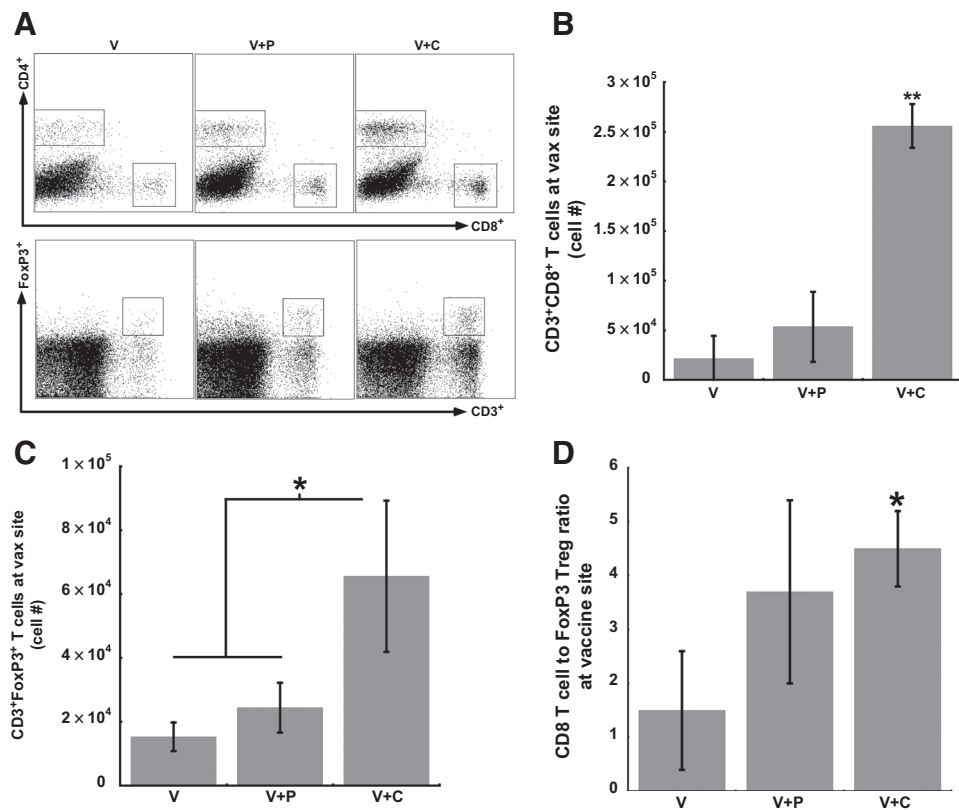 A
V V+P V+C
CD4⁺
CD8⁺
FoxP3⁺
CD3⁺
B
CD3⁺CD8⁺ T cells at vax site
(cell #)
3 × 10⁵
2.5 × 10⁵
2 × 10⁵
1 × 10⁵
1 × 10⁵
5 × 10⁴
0
**
V V+P V+C
C
CD3⁺FoxP3⁺ T cells at vax site
(cell #)
1 × 10⁵
8 × 10⁴
6 × 10⁴
4 × 10⁴
2 × 10⁴
0
*
V V+P V+C
D
CD8 T cell to FoxP3 Treg ratio
at vaccine site
6
5
4
3
2
1
0
*
V V+P V+C